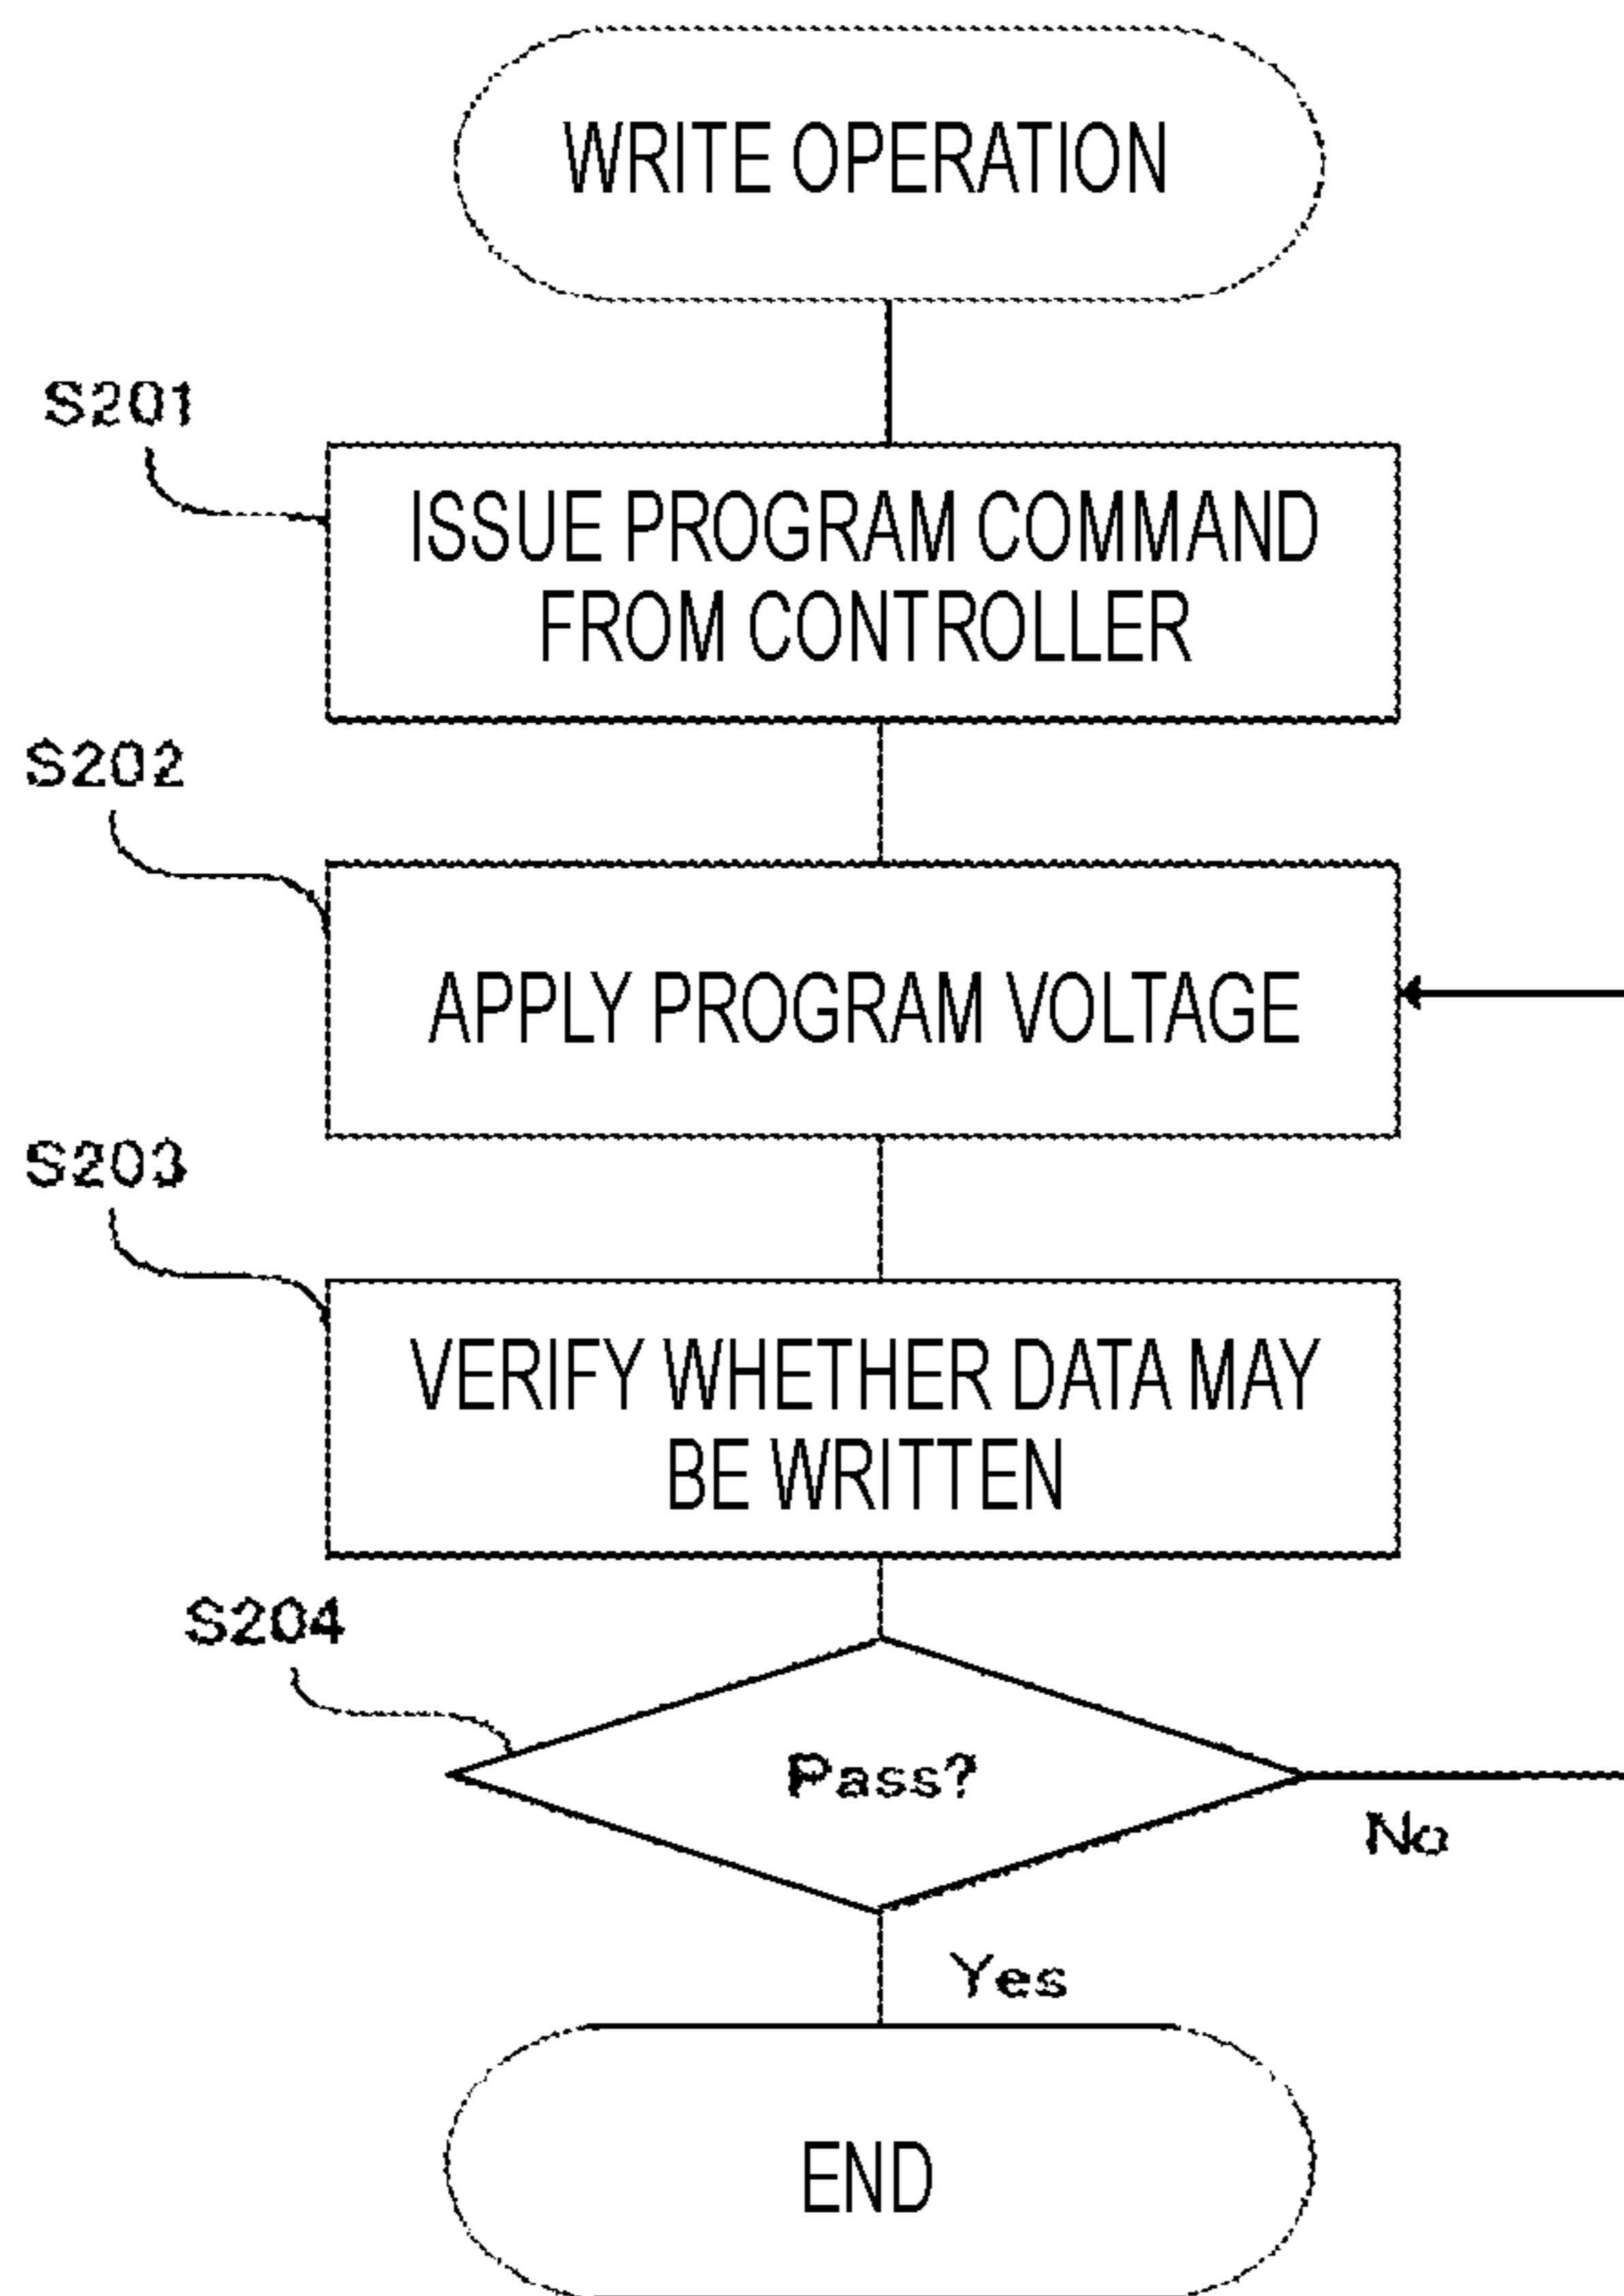 WRITE OPERATION
S201
ISSUE PROGRAM COMMAND
FROM CONTROLLER
S202
APPLY PROGRAM VOLTAGE
S203
VERIFY WHETHER DATA MAY
BE WRITTEN
S204
Pass?
No
Yes
END